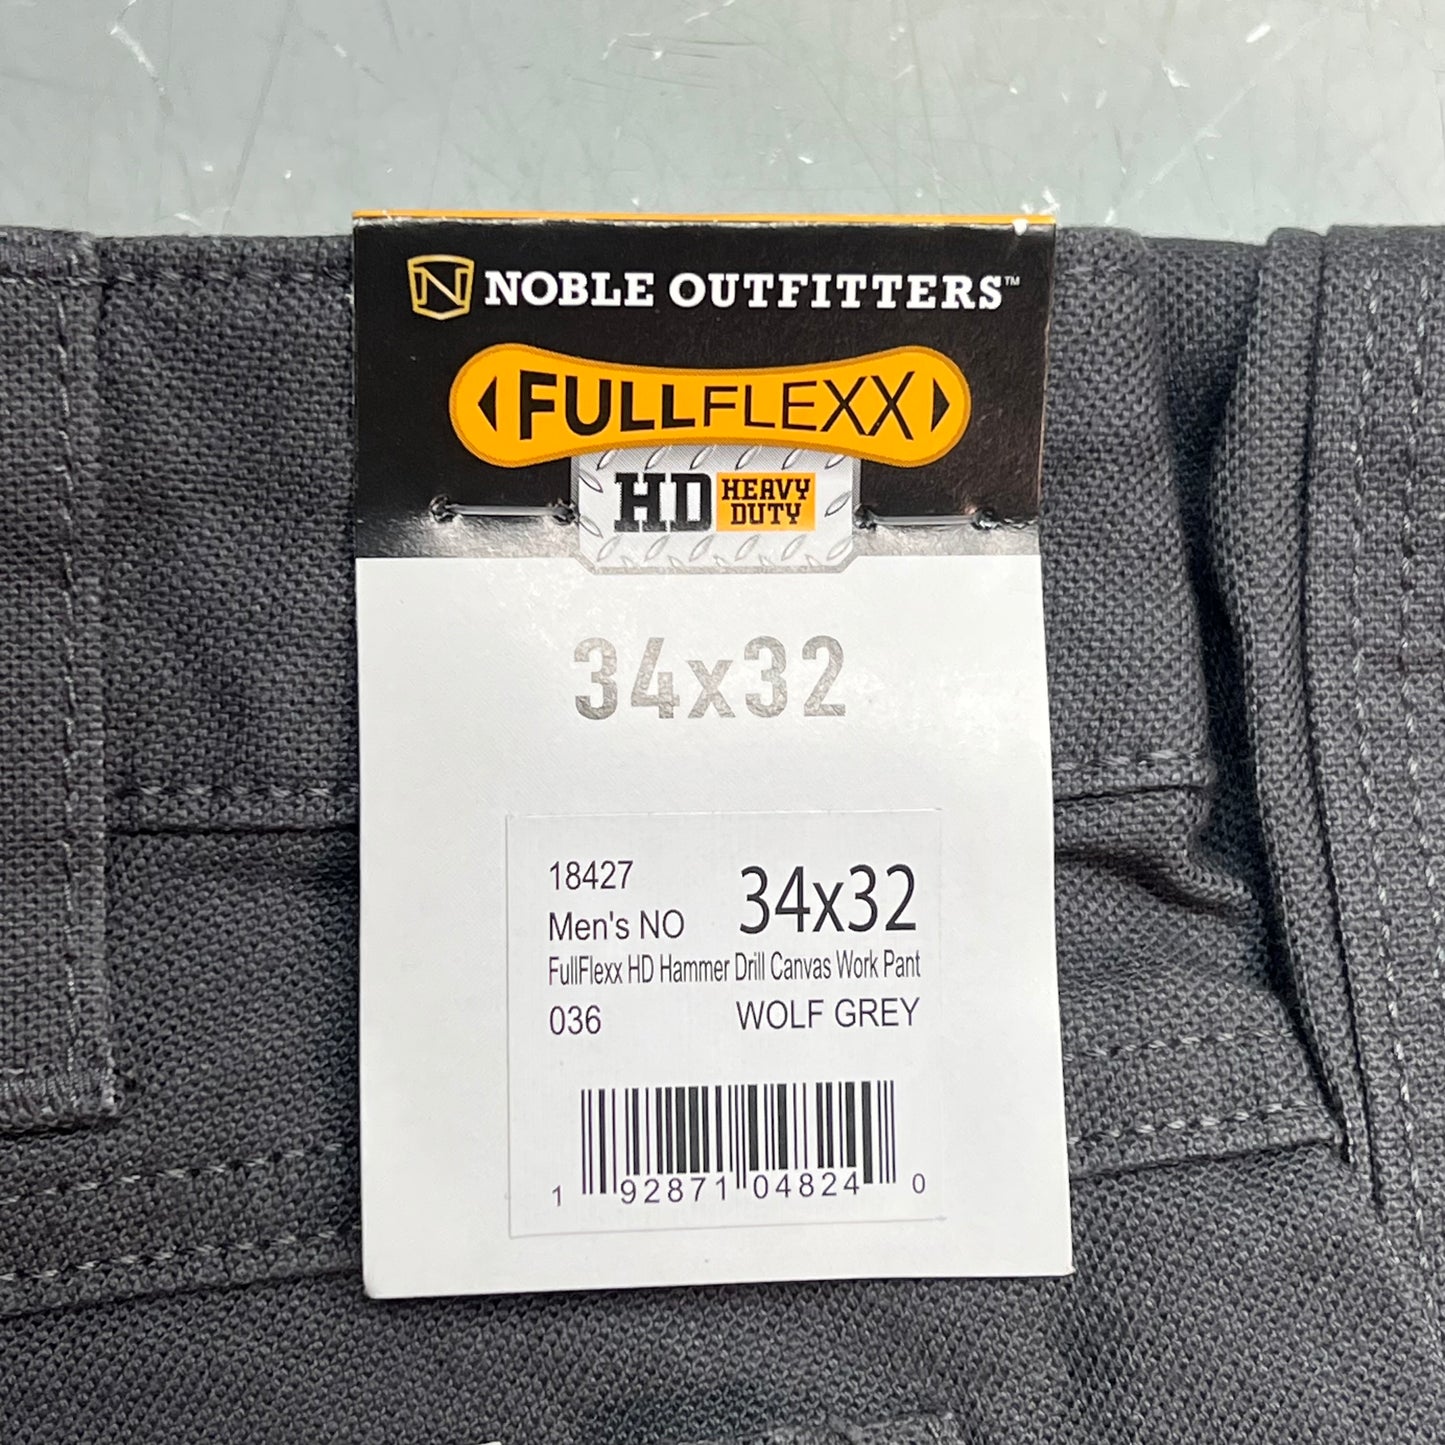 N NOBLE OUTFITTERS™
FULLFLEXX
HD HEAVY DUTY
34x32
18427 34x32
Men's NO
FullFlexx HD Hammer Drill Canvas Work Pant
036 WOLF GREY
1 92871 04824 0